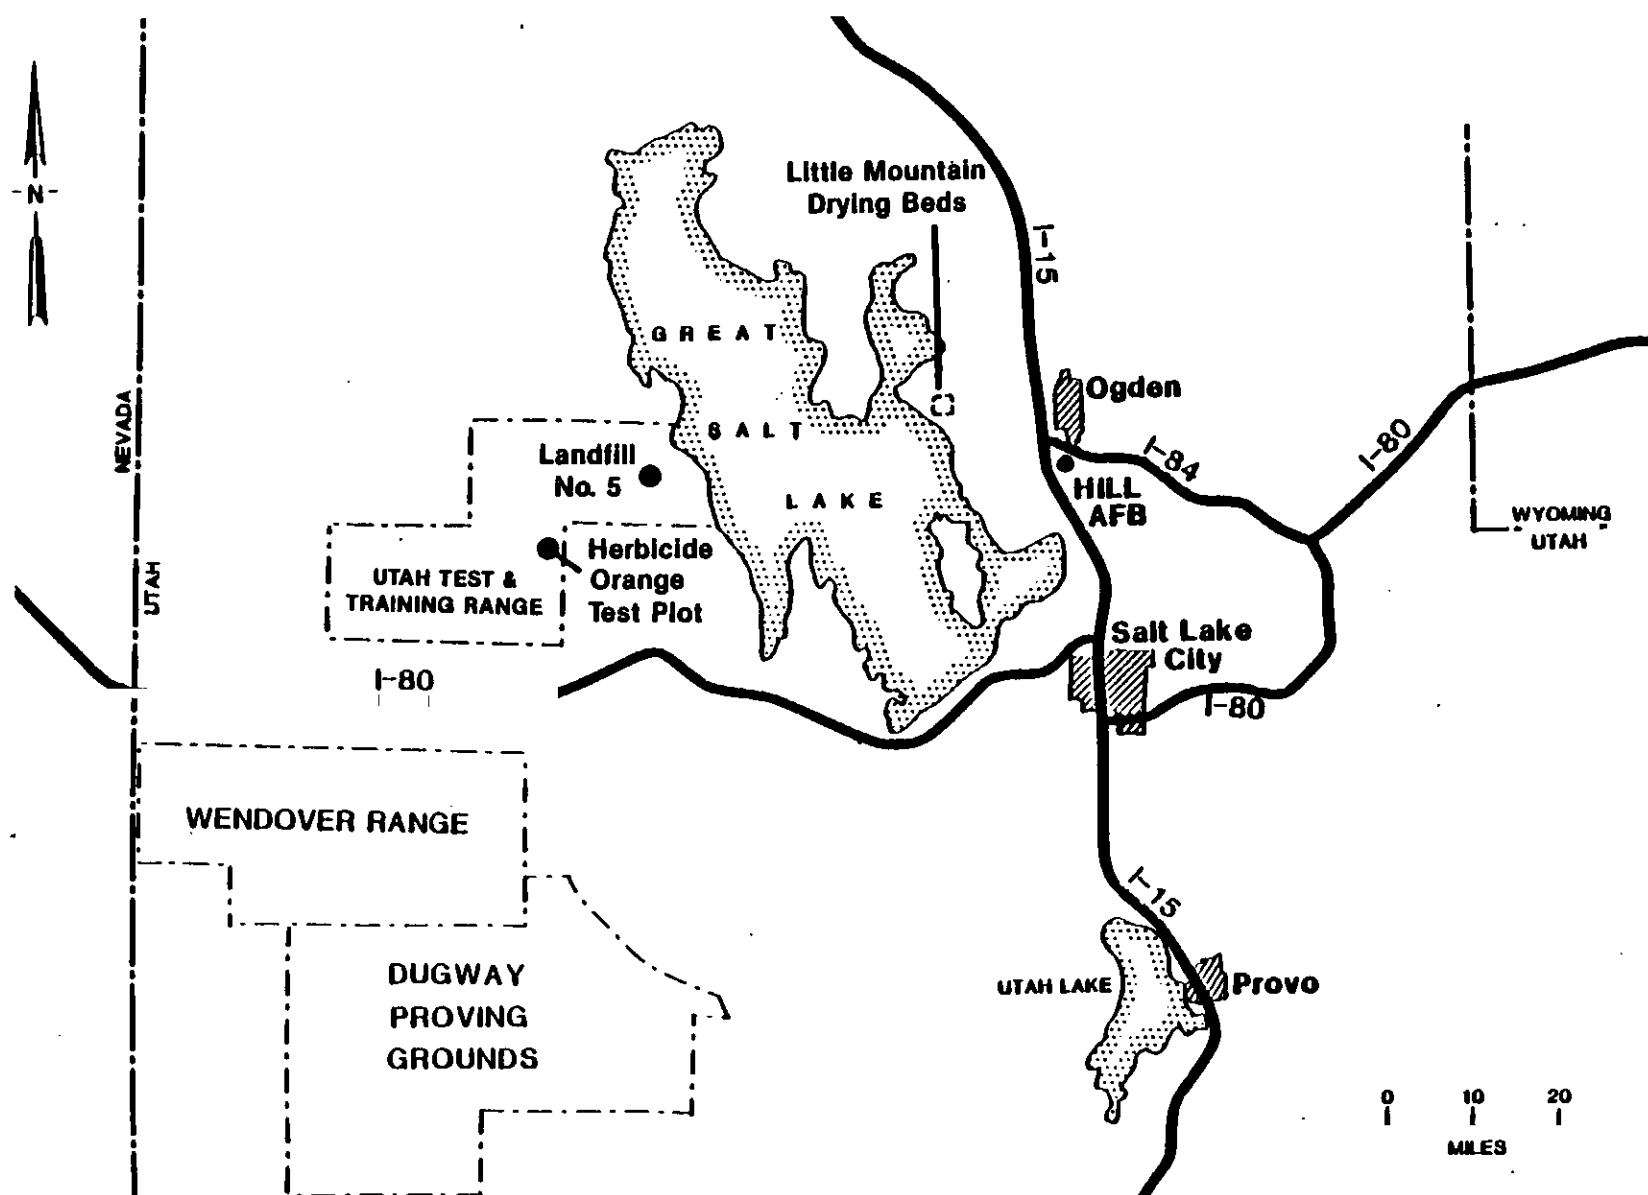 N
Little Mountain
Drying Beds
I-15
GREAT
SALT
LAKE
Ogden
I-84
I-80
HILL
AFB
NEVADA
UTAH
Landfill
No. 5
Herbicide
Orange
Test Plot
UTAH TEST &
TRAINING RANGE
WYOMING
UTAH
Salt Lake
City
I-80
I-80
WENDOVER RANGE
I-15
DUGWAY
PROVING
GROUNDS
UTAH LAKE
Provo
0 10 20
MILES